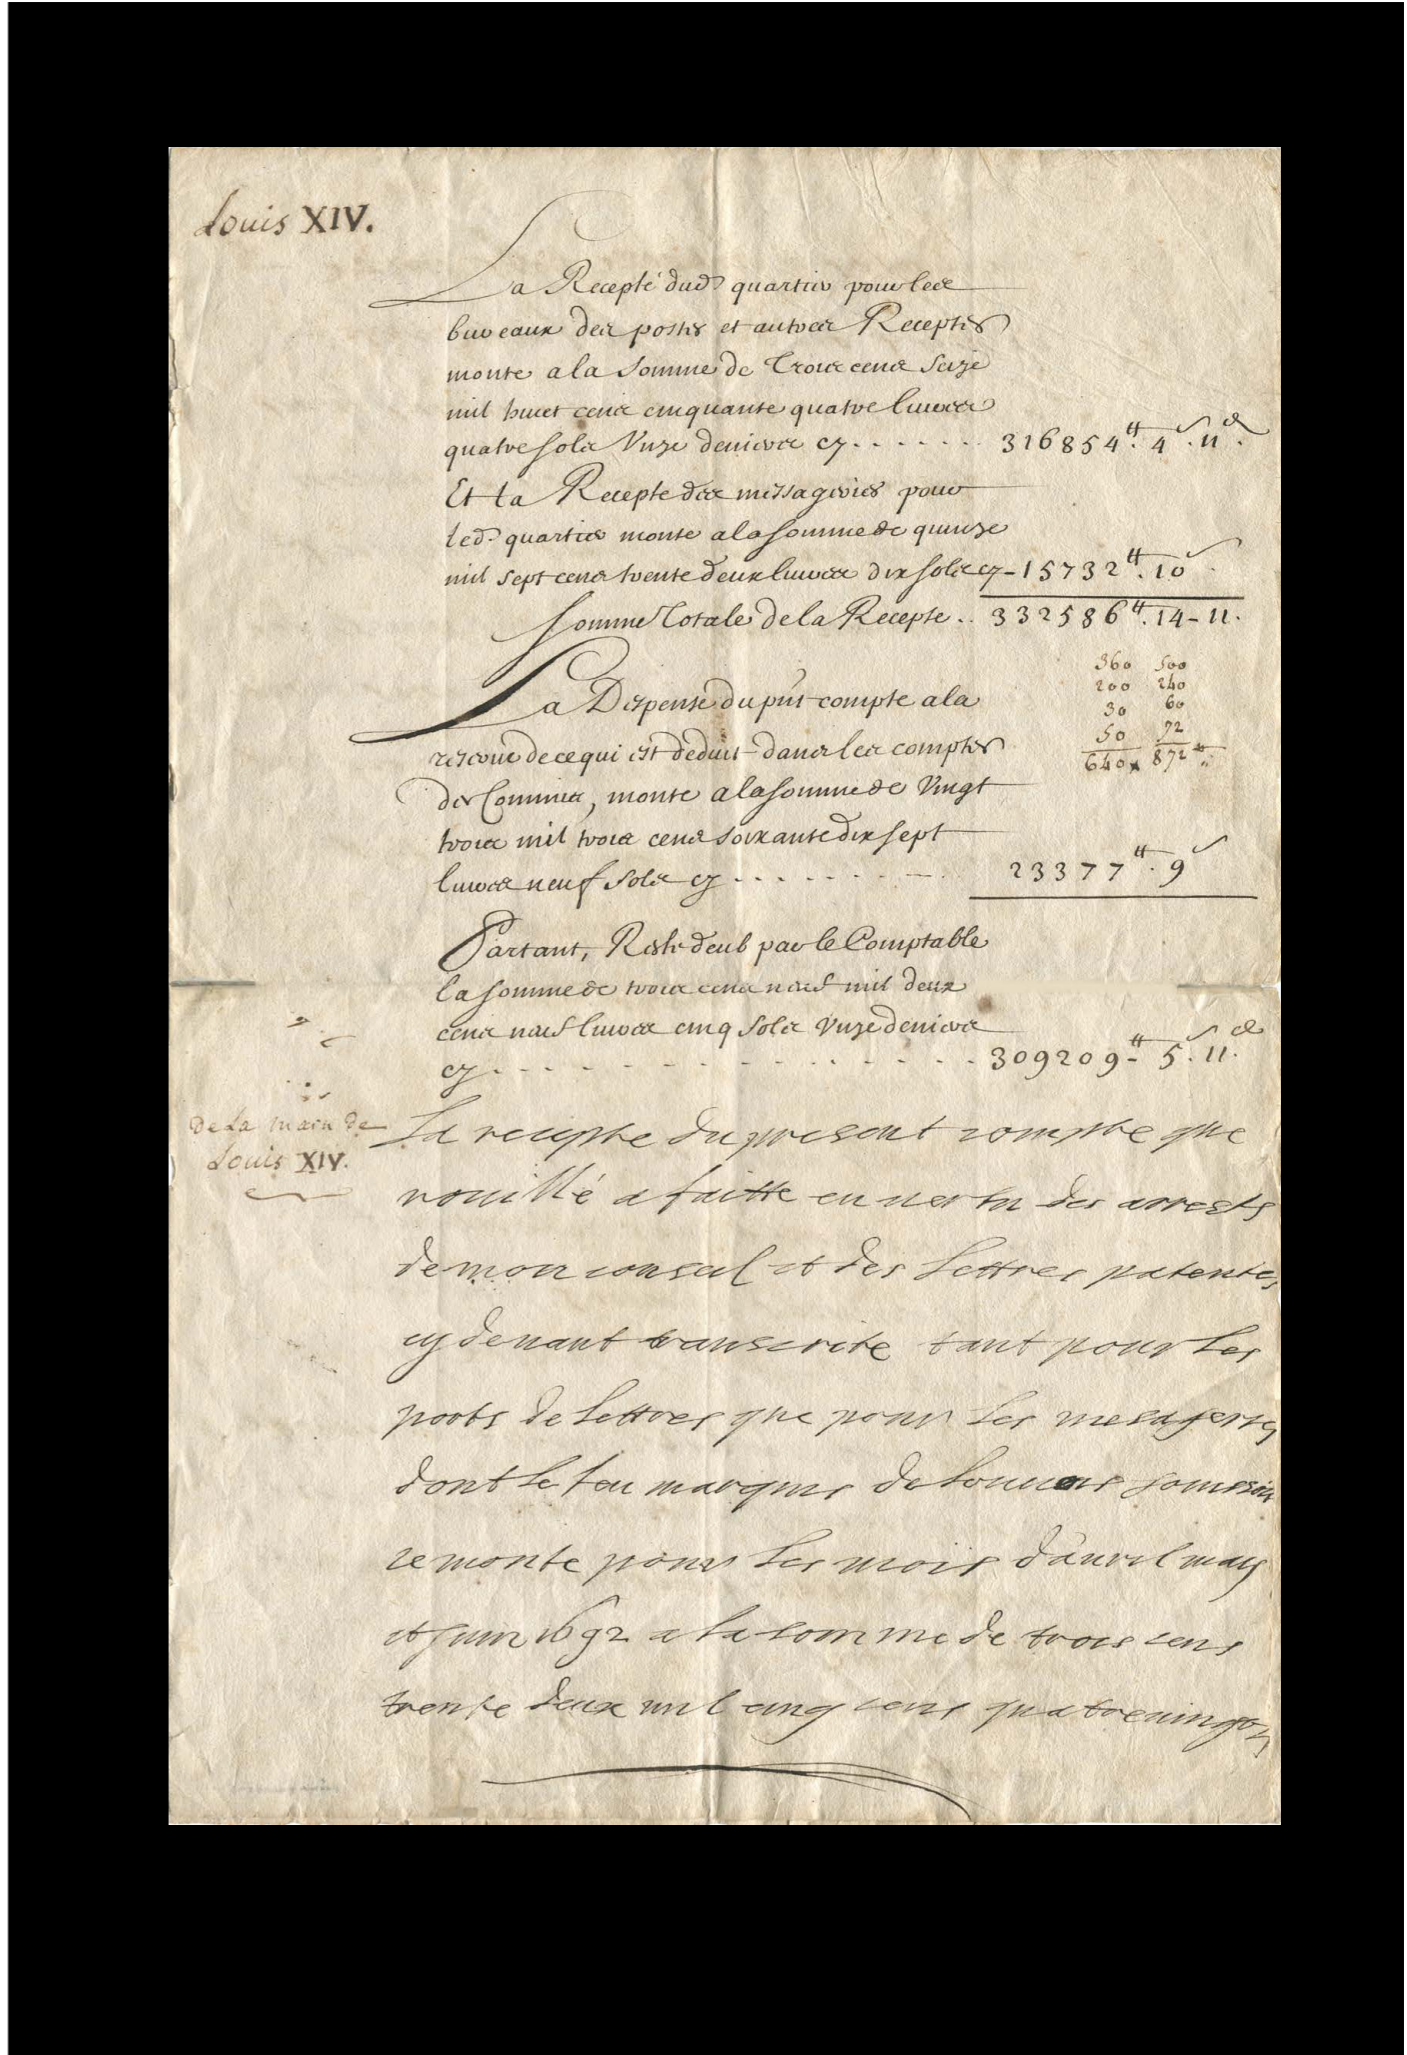 Louis XIV.
La Recepte dud. quartier pour les
bureaux des postes et autres Receptes
monte a la somme de Trois cens seize
mil huict cens cinquante quatre livres
quatre sols Unze deniers cy....... 316854 ₶. 4 s. 11 d.
Et la Recepte des messageries pour
led. quartier monte a la somme de quinze
mil sept cens trente deux livres dix sols cy - 15732 ₶. 10 s.
Somme Totale de la Recepte.. 332586 ₶. 14 - 11.
360 500
200 240
30 60
50 72
640 872 ₶
La Despense du pnt compte a la
reserve de ce qui est deduit dans les comptes
des Commis, monte a la somme de Vingt
trois mil trois cens soixante dix sept
livres neuf sols cy......... 23377 ₶. 9 s
Partant, Reste deub par le Comptable
la somme de trois cens neuf mil deux
cens neuf livres cinq sols Unze deniers
cy.............. 309209 ₶ - 5 s. 11 d.
De La main de
Louis XIV.
La recepte du present compte que
rouillé a faitte en vertu des arrests
de mon conseil et des lettres patentes
cy devant transcrite tant pour les
ports de lettres que pour les mesageries
dont le feu marquis de louvois jouissoit
remonte pour les mois d'avril may
et juin 1692 a la somme de trois cens
trente deux mil cinq cens quatrevingts